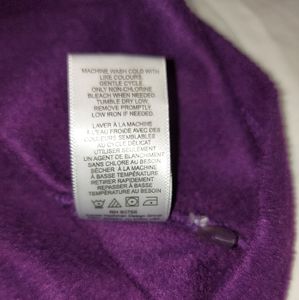 MACHINE WASH COLD WITH
LIKE COLOURS.
GENTLE CYCLE.
ONLY NON-CHLORINE
BLEACH WHEN NEEDED.
TUMBLE DRY LOW.
REMOVE PROMPTLY.
LOW IRON IF NEEDED.
LAVER À LA MACHINE
À L'EAU FROIDE AVEC DES
COULEURS SEMBLABLES
AU CYCLE DÉLICAT
UTILISER SEULEMENT
UN AGENT DE BLANCHIMENT
SANS CHLORE AU BESOIN.
SÉCHER À LA MACHINE
À BASSE TEMPÉRATURE
RETIRER RAPIDEMENT
REPASSER À BASSE
TEMPÉRATURE AU BESOIN